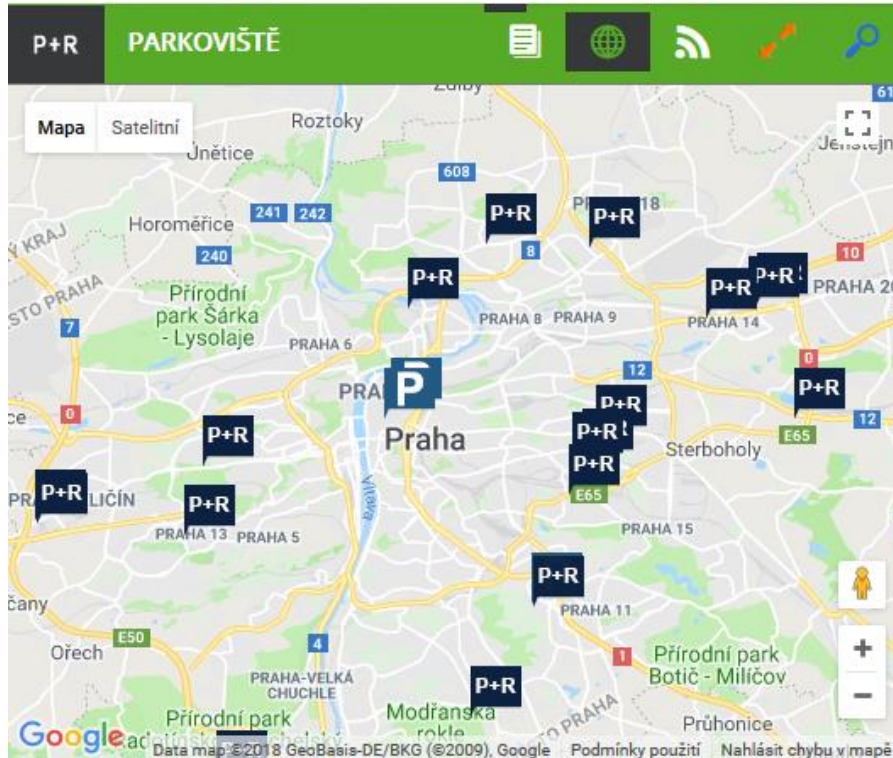 P+R PARKOVIŠTĚ
Mapa Satelitní
Roztoky
Únětice
608
241 242
P+R
P+R
Horoměřice
8
10
240
P+R
P+R
P+R
Přírodní
park Šárka
- Lysolaje
PRAHA 8 PRAHA 9
PRAHA 14
7
PRAHA 6
0
12
P
P+R
P+R
0
12
P+R
Praha
P+R
E65
Sterboholy
P+R
P+R
E65
P+R
PRAHA 13 PRAHA 5
Vltava
PRAHA 15
P+R
PRAHA 11
E50
4
Ořech
1
Přírodní park
Botič - Milíčov
PRAHA-VELKÁ
CHUCHLE
P+R
Modřanská
rokle
Přírodní park
Průhonice
Google
Data map ©2018 GeoBasis-DE/BKG (©2009), Google Podmínky použití Nahlásit chybu v mapě